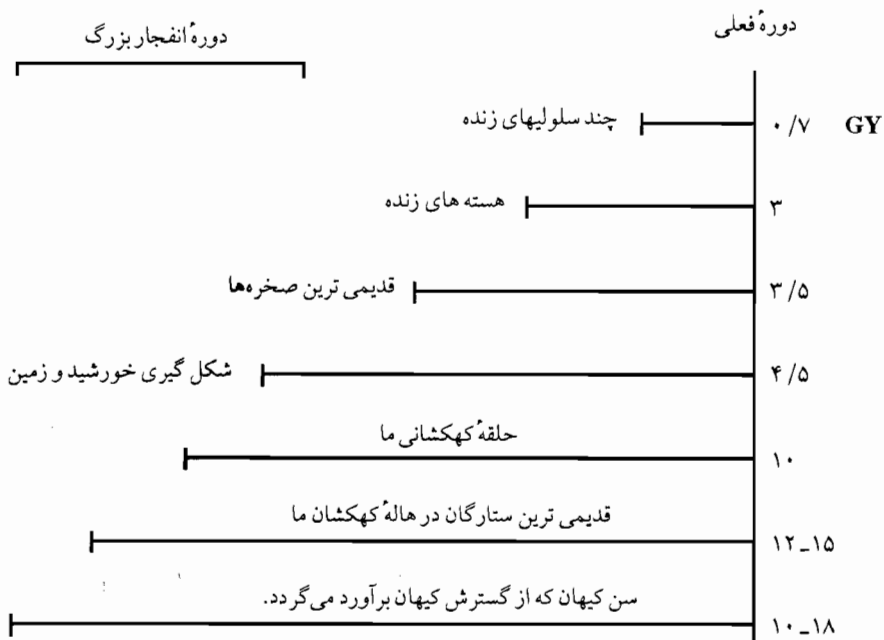 دورهٔ فعلی
دورهٔ انفجار بزرگ
۰/۷ GY
چند سلولیهای زنده
۳
هسته های زنده
۳/۵
قدیمی ترین صخره‌ها
۴/۵
شکل گیری خورشید و زمین
۱۰
حلقهٔ کهکشانی ما
۱۲_۱۵
قدیمی ترین ستارگان در هالهٔ کهکشان ما
۱۰_۱۸
سن کیهان که از گسترش کیهان برآورد می‌گردد.